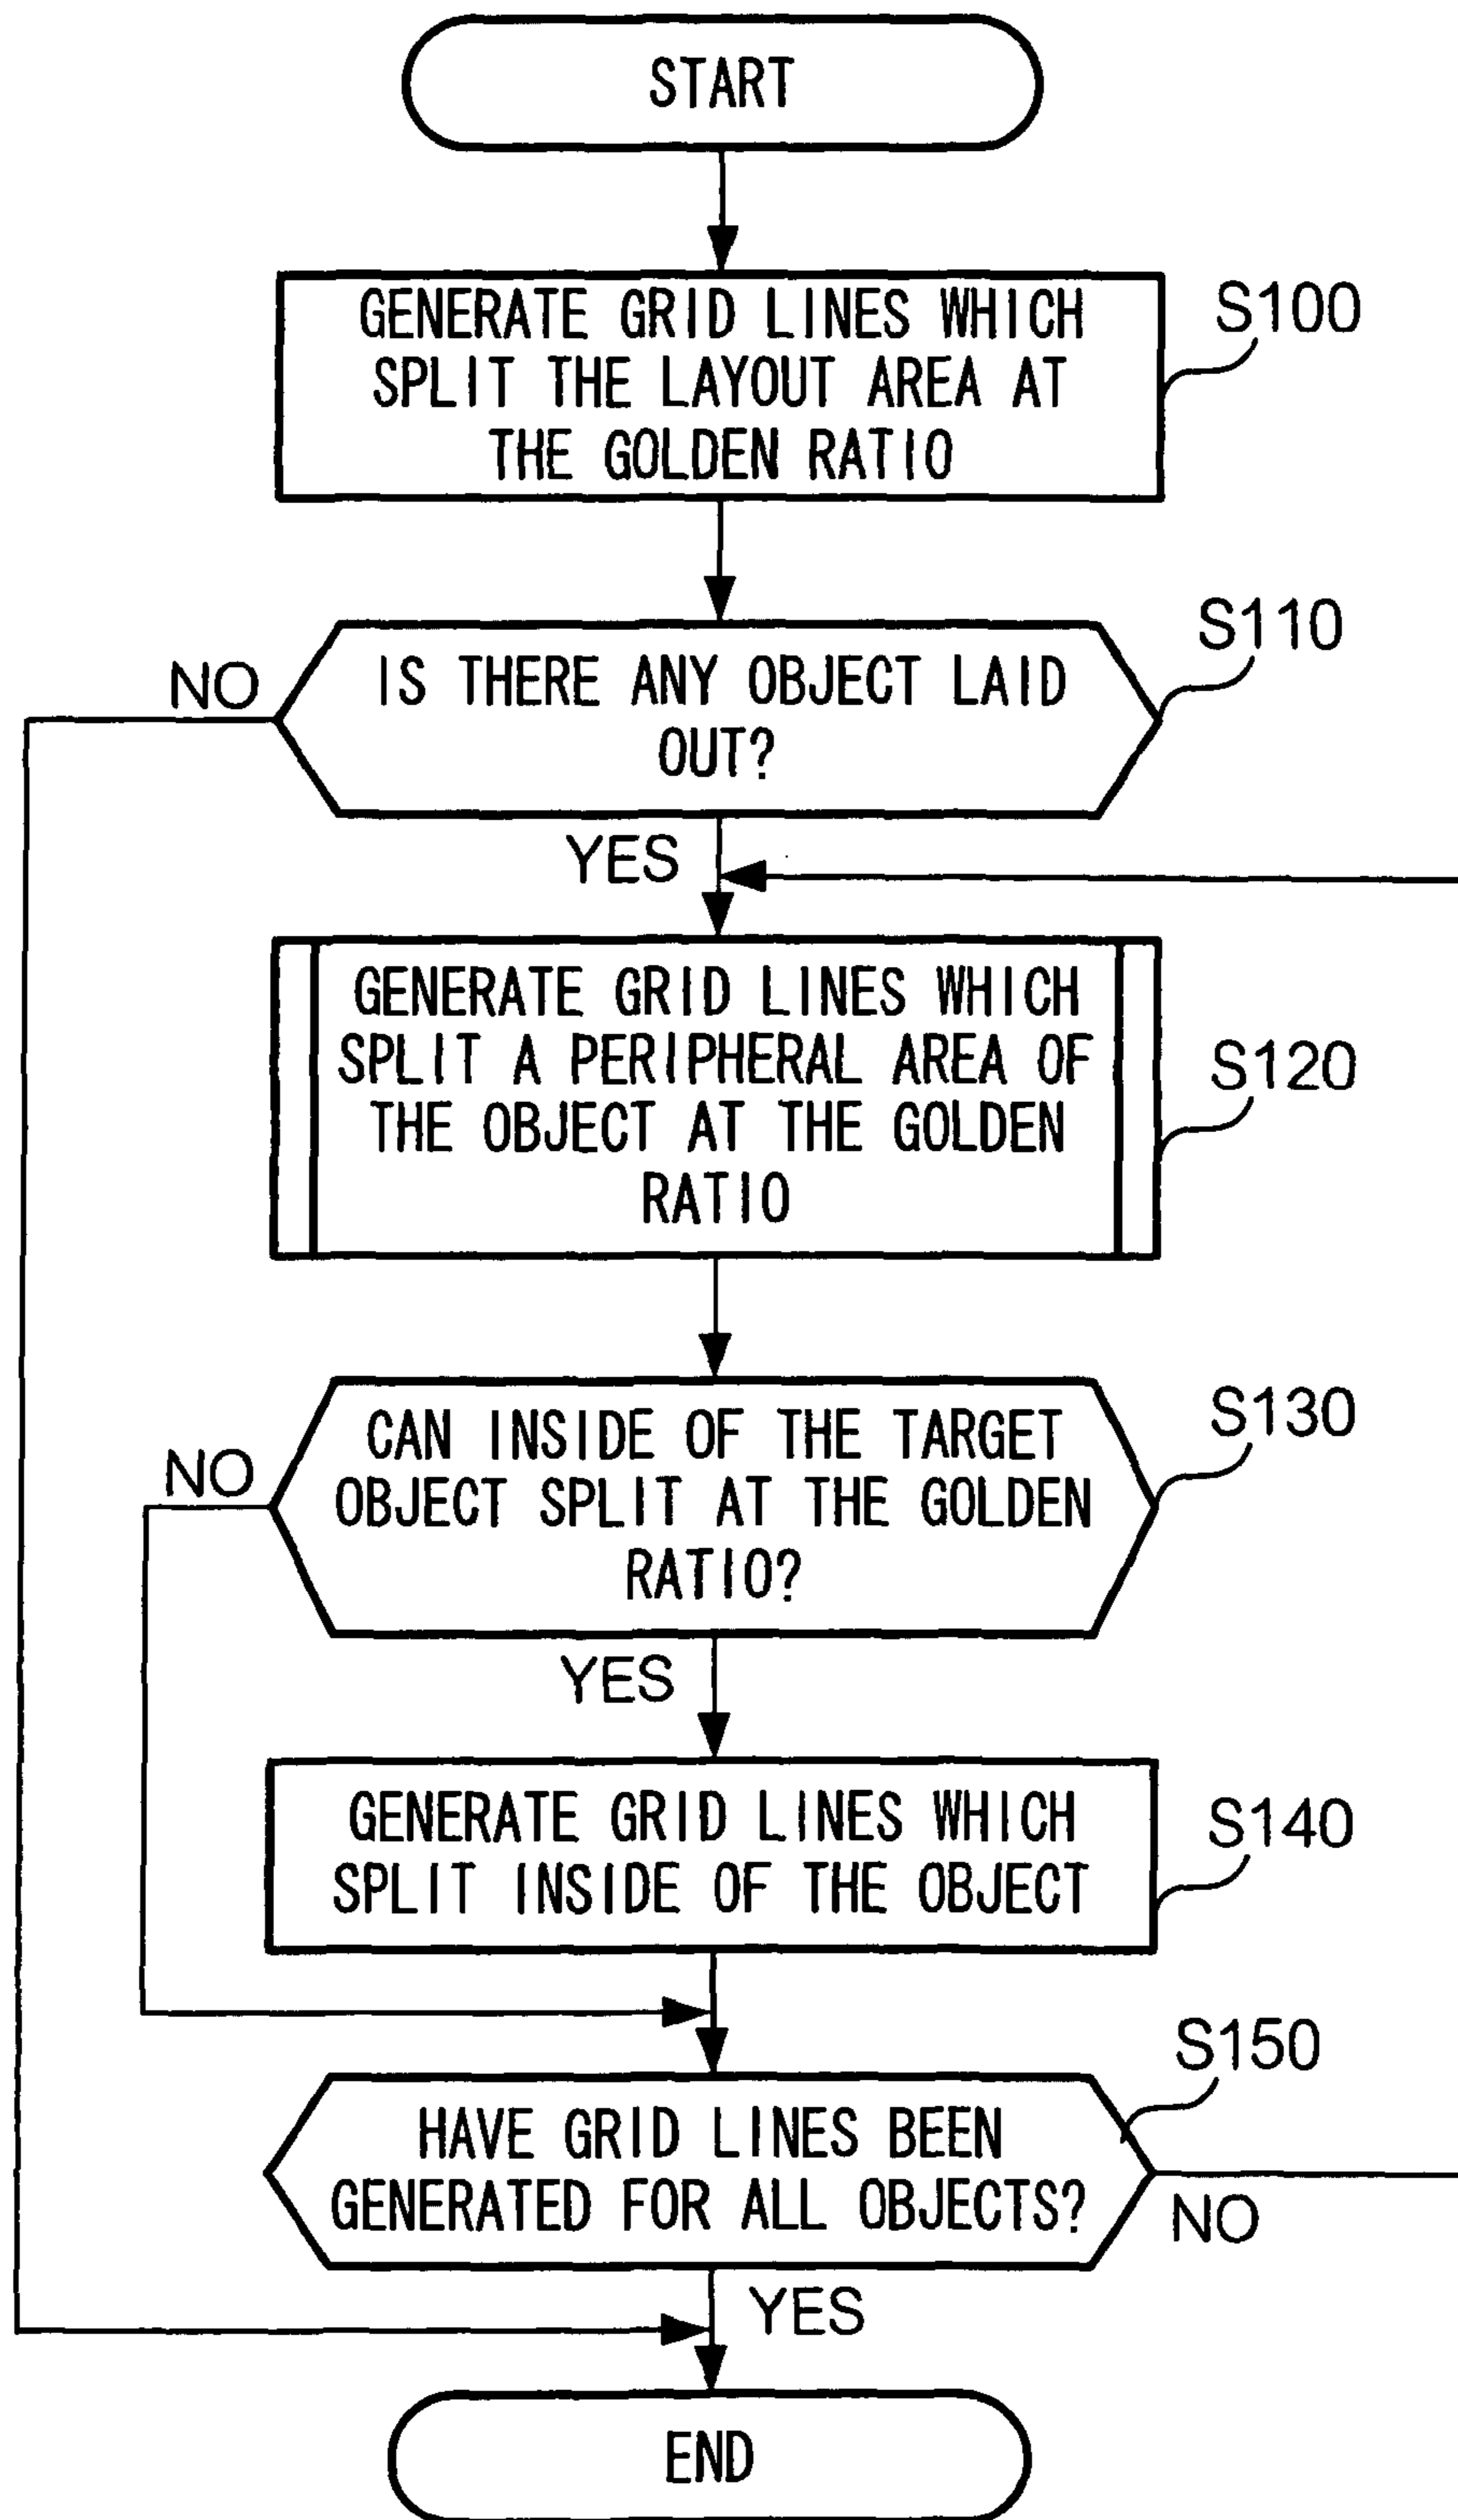 START
GENERATE GRID LINES WHICH
SPLIT THE LAYOUT AREA AT
THE GOLDEN RATIO
S100
IS THERE ANY OBJECT LAID
OUT?
S110
NO
YES
GENERATE GRID LINES WHICH
SPLIT A PERIPHERAL AREA OF
THE OBJECT AT THE GOLDEN
RATIO
S120
CAN INSIDE OF THE TARGET
OBJECT SPLIT AT THE GOLDEN
RATIO?
S130
NO
YES
GENERATE GRID LINES WHICH
SPLIT INSIDE OF THE OBJECT
S140
HAVE GRID LINES BEEN
GENERATED FOR ALL OBJECTS?
S150
NO
YES
END